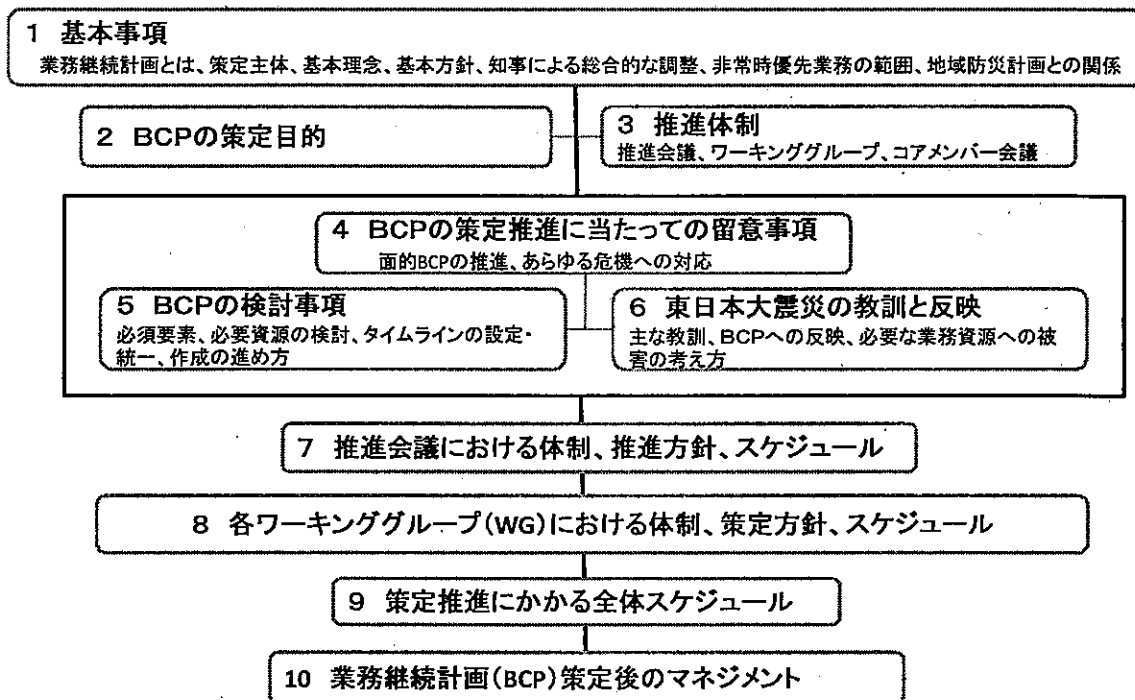 1 基本事項
業務継続計画とは、策定主体、基本理念、基本方針、知事による総合的な調整、非常時優先業務の範囲、地域防災計画との関係
2 BCPの策定目的
3 推進体制
推進会議、ワーキンググループ、コアメンバー会議
4 BCPの策定推進に当たっての留意事項
面的BCPの推進、あらゆる危機への対応
5 BCPの検討事項
必須要素、必要資源の検討、タイムラインの設定・
統一、作成の進め方
6 東日本大震災の教訓と反映
主な教訓、BCPへの反映、必要な業務資源への被
害の考え方
7 推進会議における体制、推進方針、スケジュール
8 各ワーキンググループ(WG)における体制、策定方針、スケジュール
9 策定推進にかかる全体スケジュール
10 業務継続計画(BCP)策定後のマネジメント